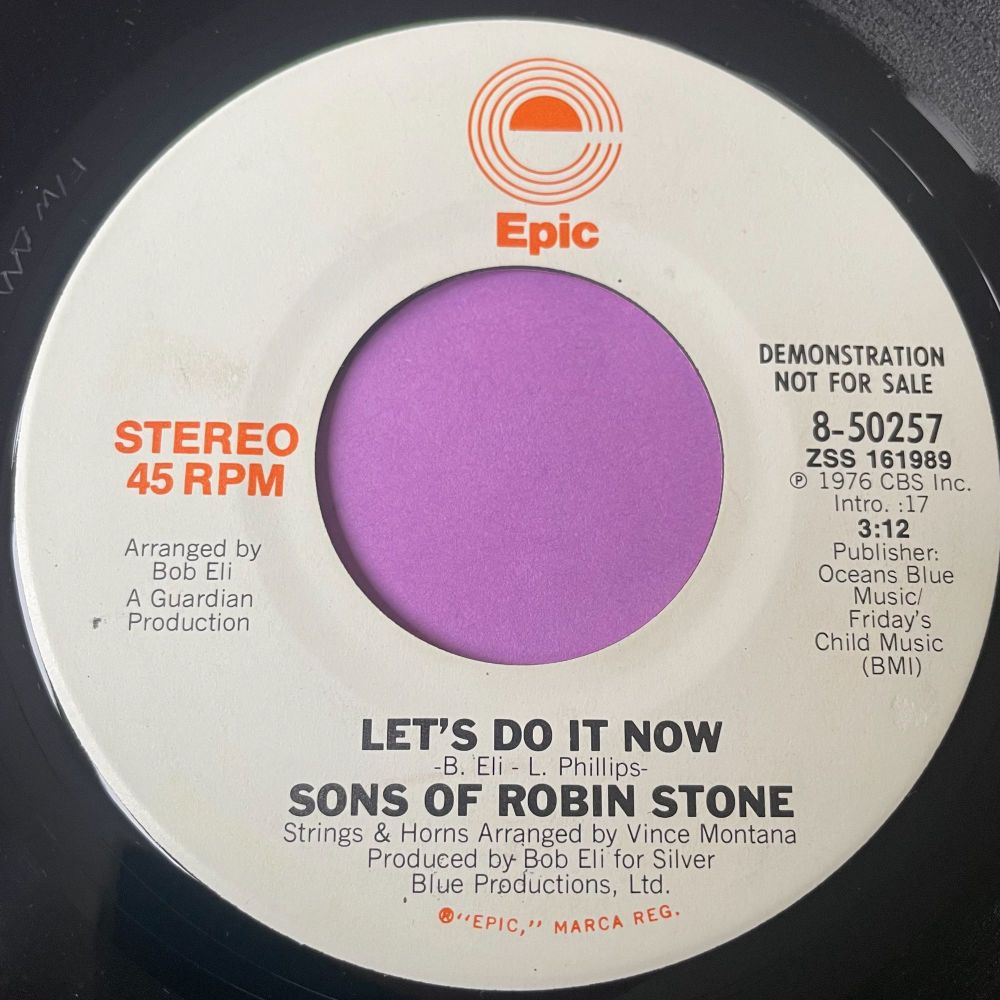 Epic
DEMONSTRATION
NOT FOR SALE
8-50257
ZSS 161989
℗ 1976 CBS Inc.
Intro. :17
3:12
Publisher:
Oceans Blue
Music/
Friday's
Child Music
(BMI)
STEREO
45 RPM
Arranged by
Bob Eli
A Guardian
Production
LET'S DO IT NOW
-B. Eli - L. Phillips-
SONS OF ROBIN STONE
Strings & Horns Arranged by Vince Montana
Produced by Bob Eli for Silver
Blue Productions, Ltd.
®"EPIC," MARCA REG.